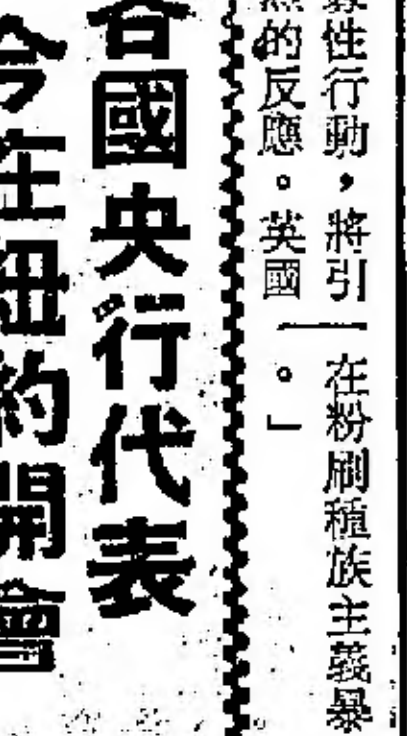 性行動，將引
的反應。英國
在粉刷種族主義暴
。」
各國央行代表
今在紐約開會